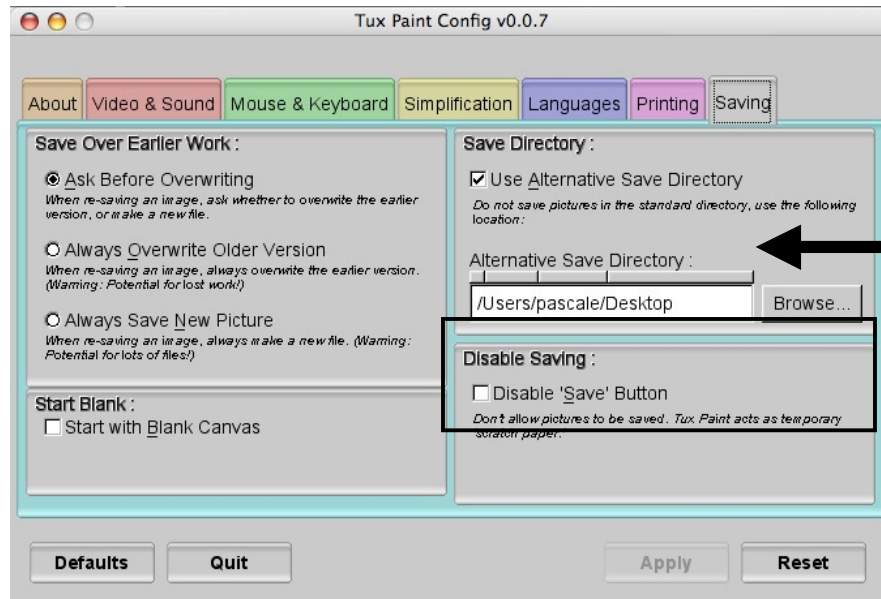 Tux Paint Config v0.0.7
About Video & Sound Mouse & Keyboard Simplification Languages Printing Saving
Save Over Earlier Work :
Ask Before Overwriting
When re-saving an image, ask whether to overwrite the earlier
version, or make a new file.
Always Overwrite Older Version
When re-saving an image, always overwrite the earlier version.
(Warning: Potential for lost work!)
Always Save New Picture
When re-saving an image, always make a new file. (Warning:
Potential for lots of files!)
Start Blank :
Start with Blank Canvas
Save Directory :
Use Alternative Save Directory
Do not save pictures in the standard directory, use the following
location:
Alternative Save Directory :
/Users/pascale/Desktop Browse...
Disable Saving :
Disable 'Save' Button
Don't allow pictures to be saved. Tux Paint acts as temporary
scratch paper.
Defaults Quit Apply Reset